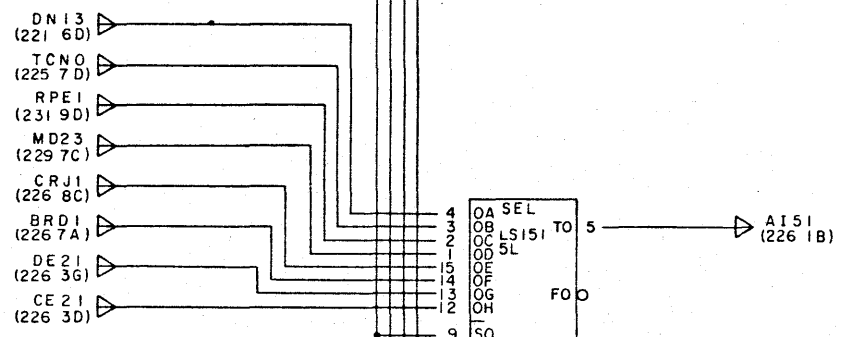 DN13
(221 6D)
TCN0
(225 7D)
RPE1
(231 9D)
MD23
(229 7C)
CRJ1
(226 8C)
BRD1
(226 7A)
DE21
(226 3G)
CE21
(226 3D)
4 0A SEL
3 0B T0 5
2 0C LS151
1 0D 5L
15 0E
14 0F
13 0G F0
12 0H
9 S0
AI51
(226 1B)